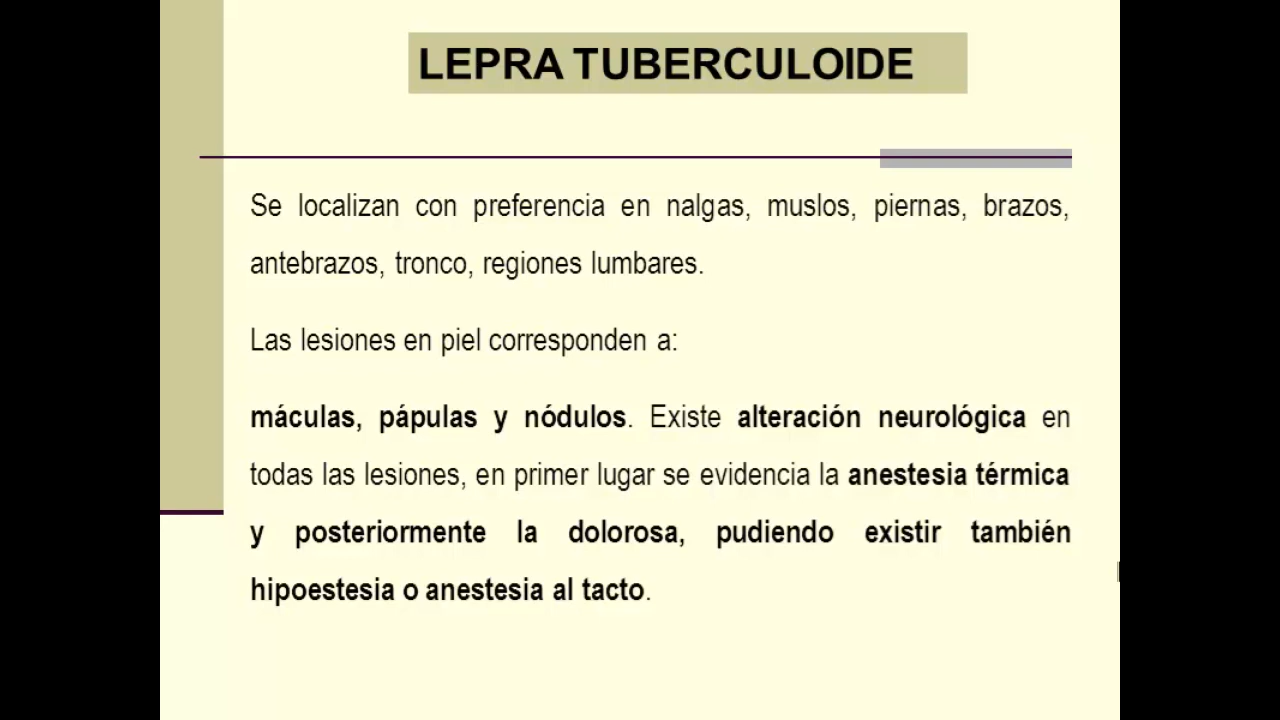 LEPRA TUBERCULOIDE
Se localizan con preferencia en nalgas, muslos, piernas, brazos,
antebrazos, tronco, regiones lumbares.
Las lesiones en piel corresponden a:
máculas, pápulas y nódulos. Existe alteración neurológica en
todas las lesiones, en primer lugar se evidencia la anestesia térmica
y posteriormente la dolorosa, pudiendo existir también
hipoestesia o anestesia al tacto.